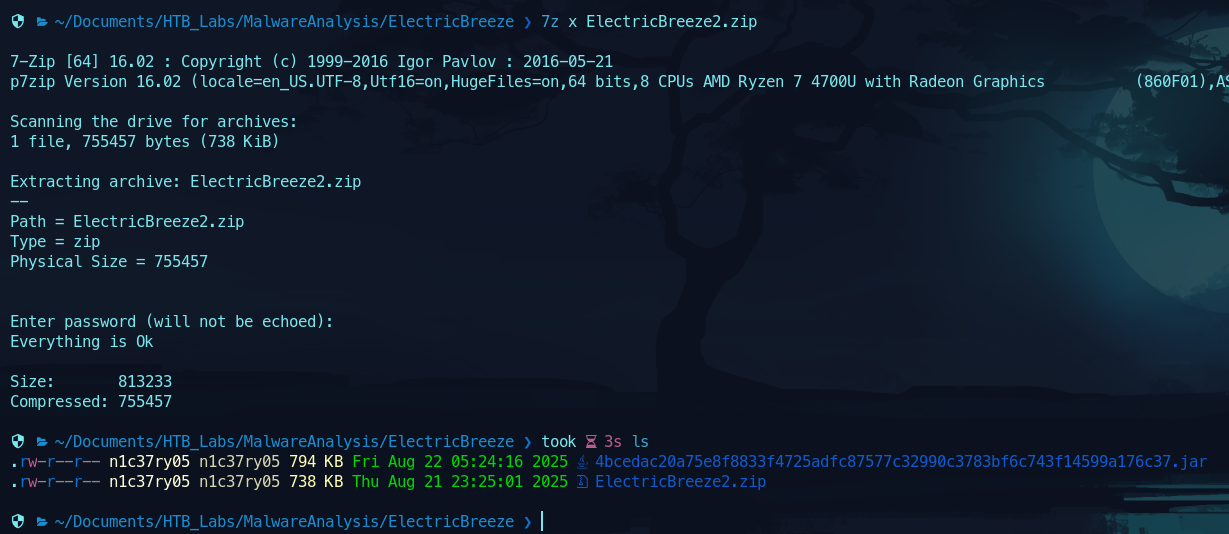 ~/Documents/HTB_Labs/MalwareAnalysis/ElectricBreeze ❯ 7z x ElectricBreeze2.zip
7-Zip [64] 16.02 : Copyright (c) 1999-2016 Igor Pavlov : 2016-05-21
p7zip Version 16.02 (locale=en_US.UTF-8,Utf16=on,HugeFiles=on,64 bits,8 CPUs AMD Ryzen 7 4700U with Radeon Graphics (860F01),AS
Scanning the drive for archives:
1 file, 755457 bytes (738 KiB)
Extracting archive: ElectricBreeze2.zip
--
Path = ElectricBreeze2.zip
Type = zip
Physical Size = 755457
Enter password (will not be echoed):
Everything is Ok
Size: 813233
Compressed: 755457
~/Documents/HTB_Labs/MalwareAnalysis/ElectricBreeze ❯ took ⏳ 3s ls
.rw-r--r-- n1c37ry05 n1c37ry05 794 KB Fri Aug 22 05:24:16 2025 4bcedac20a75e8f8833f4725adfc87577c32990c3783bf6c743f14599a176c37.jar
.rw-r--r-- n1c37ry05 n1c37ry05 738 KB Thu Aug 21 23:25:01 2025 ElectricBreeze2.zip
~/Documents/HTB_Labs/MalwareAnalysis/ElectricBreeze ❯